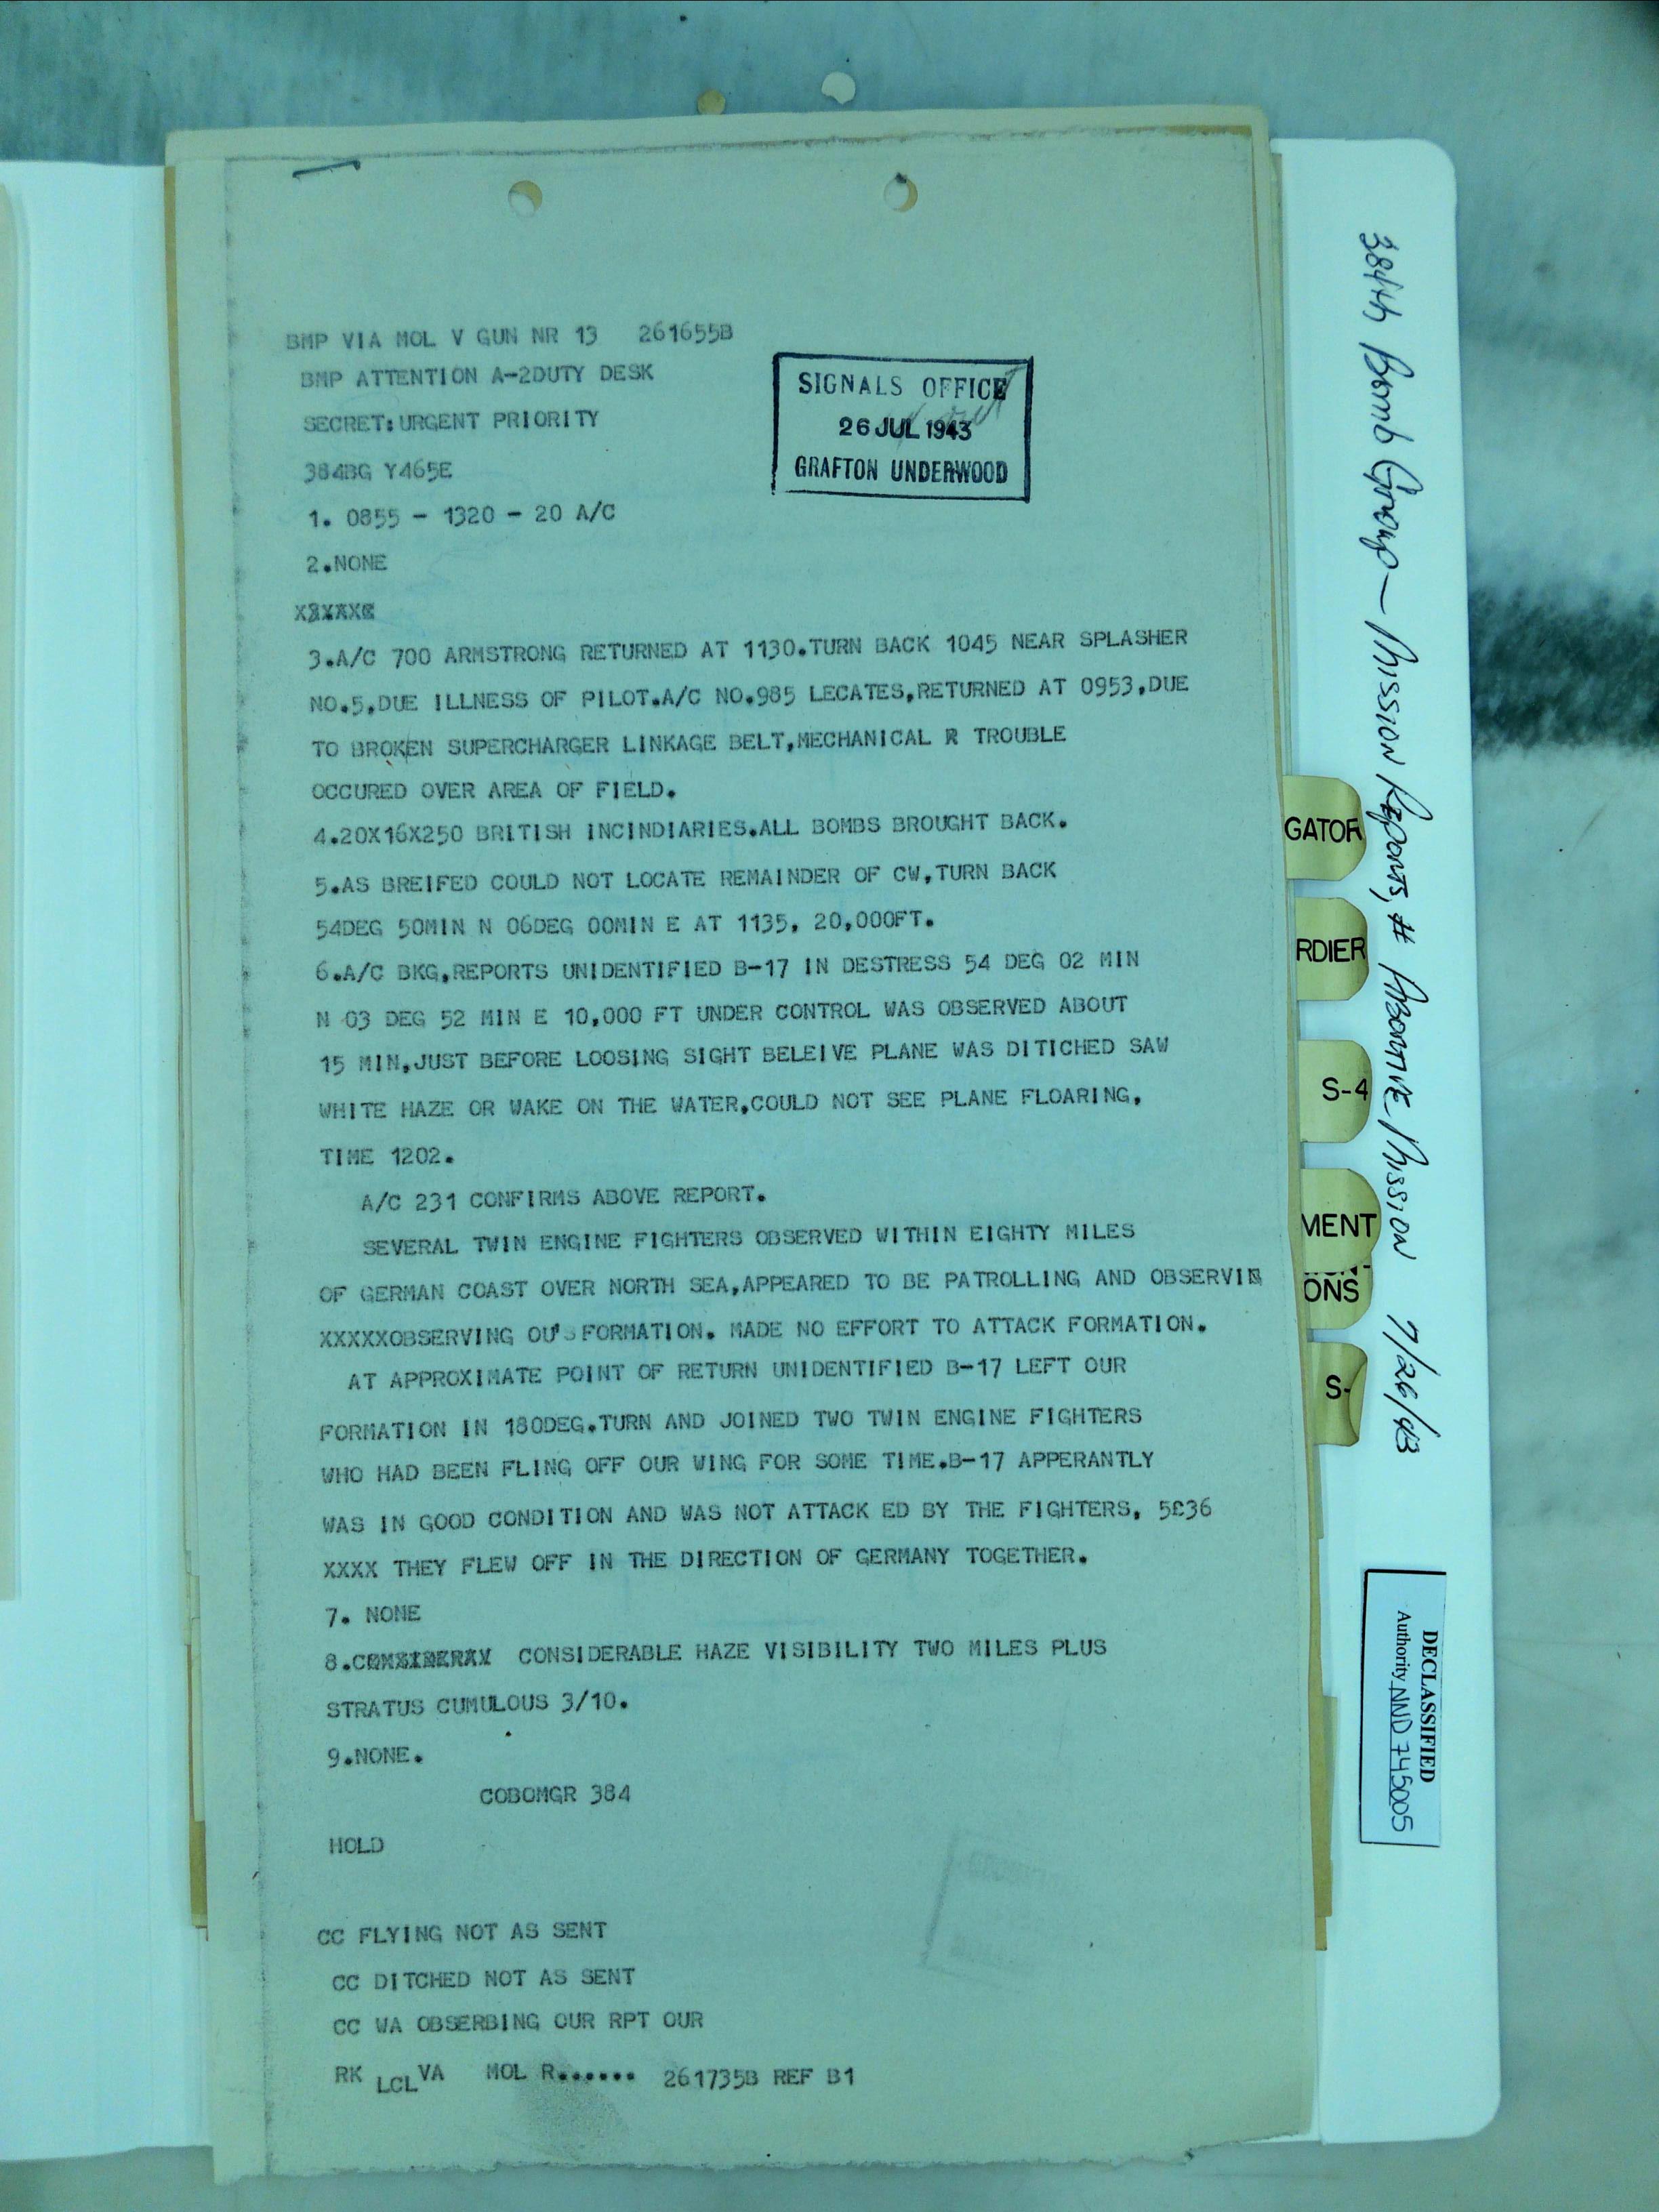 BMP VIA MOL V GUN NR 13 261655B
BMP ATTENTION A-2DUTY DESK
SECRET:URGENT PRIORITY
384BG Y465E
SIGNALS OFFICE
26 JUL 1943
GRAFTON UNDERWOOD
1. 0855 - 1320 - 20 A/C
2.NONE
3.A/C 700 ARMSTRONG RETURNED AT 1130.TURN BACK 1045 NEAR SPLASHER
NO.5,DUE ILLNESS OF PILOT.A/C NO.985 LECATES,RETURNED AT 0953,DUE
TO BROKEN SUPERCHARGER LINKAGE BELT,MECHANICAL R TROUBLE
OCCURED OVER AREA OF FIELD.
4.20X16X250 BRITISH INCINDIARIES.ALL BOMBS BROUGHT BACK.
5.AS BREIFED COULD NOT LOCATE REMAINDER OF CW,TURN BACK
54DEG 50MIN N 06DEG 00MIN E AT 1135, 20,000FT.
6.A/C BKG,REPORTS UNIDENTIFIED B-17 IN DESTRESS 54 DEG 02 MIN
N 03 DEG 52 MIN E 10,000 FT UNDER CONTROL WAS OBSERVED ABOUT
15 MIN,JUST BEFORE LOOSING SIGHT BELEIVE PLANE WAS DITICHED SAW
WHITE HAZE OR WAKE ON THE WATER,COULD NOT SEE PLANE FLOARING,
TIME 1202.
A/C 231 CONFIRMS ABOVE REPORT.
SEVERAL TWIN ENGINE FIGHTERS OBSERVED WITHIN EIGHTY MILES
OF GERMAN COAST OVER NORTH SEA,APPEARED TO BE PATROLLING AND OBSERVIN
XXXXXOBSERVING OU'S FORMATION. MADE NO EFFORT TO ATTACK FORMATION.
AT APPROXIMATE POINT OF RETURN UNIDENTIFIED B-17 LEFT OUR
FORMATION IN 180DEG.TURN AND JOINED TWO TWIN ENGINE FIGHTERS
WHO HAD BEEN FLING OFF OUR WING FOR SOME TIME.B-17 APPERANTLY
WAS IN GOOD CONDITION AND WAS NOT ATTACK ED BY THE FIGHTERS, 5£36
XXXX THEY FLEW OFF IN THE DIRECTION OF GERMANY TOGETHER.
7. NONE
8. CONSIDERABLE HAZE VISIBILITY TWO MILES PLUS
STRATUS CUMULOUS 3/10.
9.NONE.
COBOMGR 384
HOLD
CC FLYING NOT AS SENT
CC DITCHED NOT AS SENT
CC WA OBSERBING OUR RPT OUR
RK LCL VA MOL R...... 261735B REF B1
384th Bomb Group - Mission Reports, # Abortive Mission 7/26/43
GATOR
RDIER
S-4
MENT
ONS
S-
DECLASSIFIED
Authority NND 745005